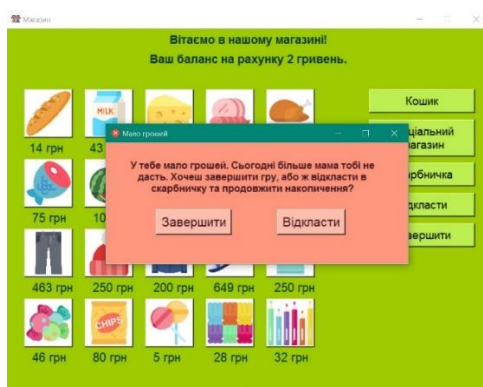 Магазин
Вітаємо в нашому магазині!
Ваш баланс на рахунку 2 гривень.
MILK
Кошик
14 грн
43
Мало грошей
У тебе мало грошей. Сьогодні більше мама тобі не
дасть. Хочеш завершити гру, або ж відкласти в
скарбничку та продовжити накопичення?
Завершити
Відкласти
75 грн
10
463 грн
250 грн
200 грн
649 грн
250 грн
CHIPS
46 грн
80 грн
5 грн
28 грн
32 грн